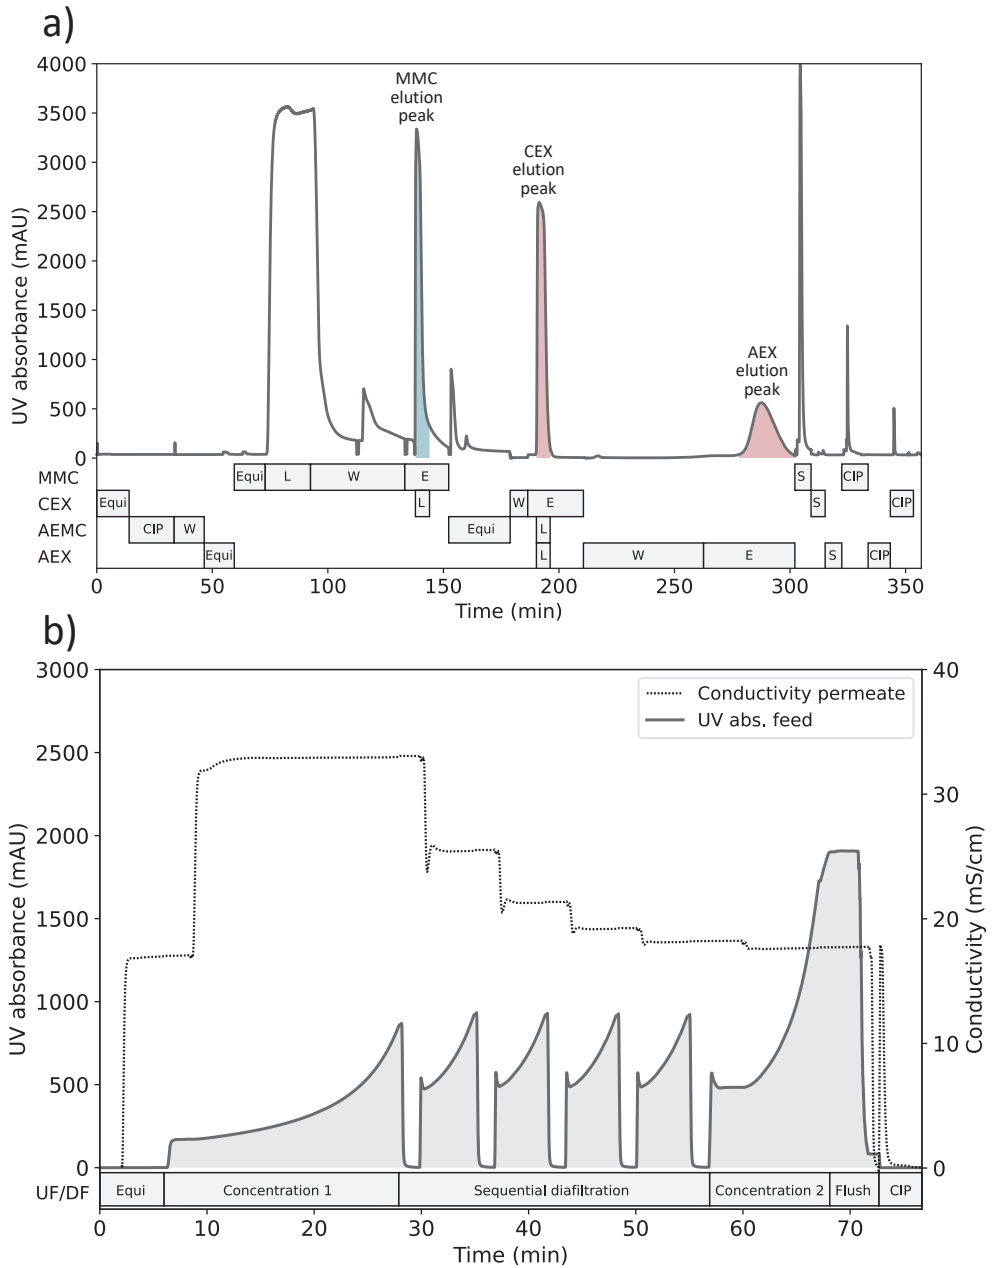 a)
4000
3500
3000
2500
2000
1500
1000
500
0
UV absorbance (mAU)
MMC
elution
peak
CEX
elution
peak
AEX
elution
peak
MMC
Equi L W E S CIP
CEX
Equi L W E S CIP
AEMC
CIP W Equi L
AEX
Equi L W E S CIP
0 50 100 150 200 250 300 350
Time (min)
b)
3000
2500
2000
1500
1000
500
0
UV absorbance (mAU)
Conductivity permeate
UV abs. feed
40
30
20
10
0
Conductivity (mS/cm)
UF/DF
Equi Concentration 1 Sequential diafiltration Concentration 2 Flush CIP
0 10 20 30 40 50 60 70
Time (min)